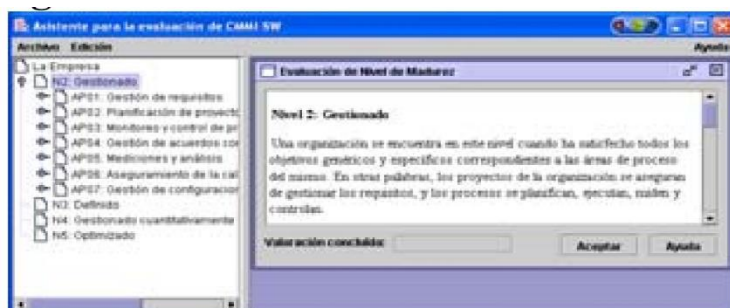 Asistente para la evaluación de CMMI-SW
Archivo Edición Ayuda
La Empresa
N2: Gestionado
AP01: Gestión de requisitos
AP02: Planificación de proyecto
AP03: Monitoreo y control de pr
AP04: Gestión de acuerdos con
AP05: Mediciones y análisis
AP06: Aseguramiento de la cal
AP07: Gestión de configuracion
N3: Definido
N4: Gestionado cuantitativamente
N5: Optimizado
Evaluación de Nivel de Madurez
Nivel 2: Gestionado
Una organización se encuentra en este nivel cuando ha satisfecho todos los
objetivos genéricos y específicos correspondientes a las áreas de proceso
del mismo. En otras palabras, los proyectos de la organización se aseguran
de gestionar los requisitos, y los procesos se planifican, ejecutan, miden y
controlan.
Valoración concluida:
Aceptar Ayuda